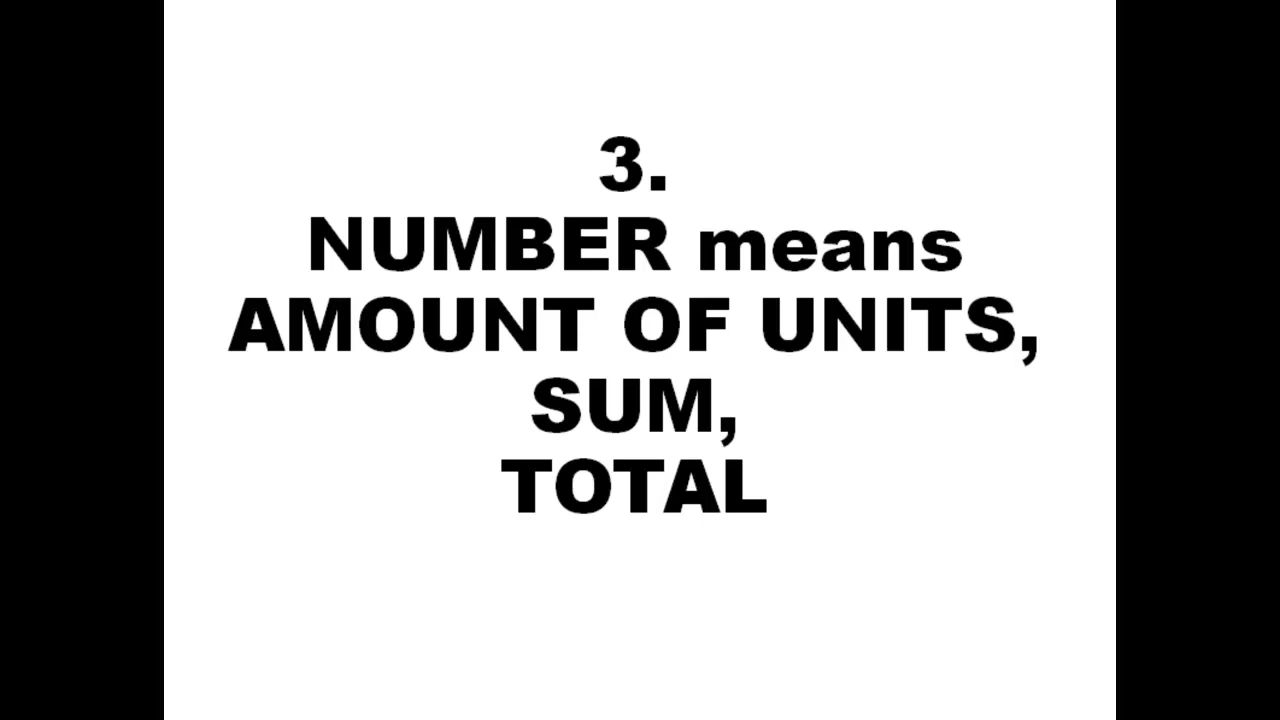 3.
NUMBER means
AMOUNT OF UNITS,
SUM,
TOTAL